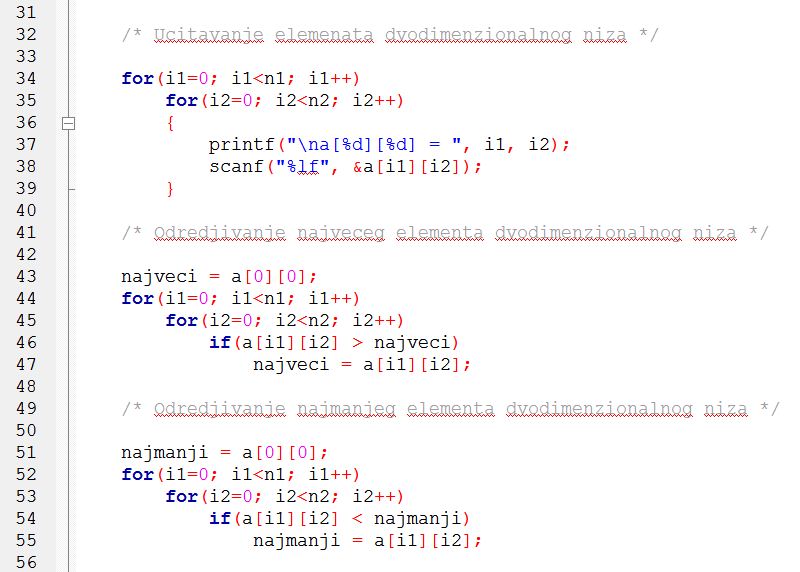 31
32 /* Ucitavanje elemenata dvodimenzionalnog niza */
33
34 for(i1=0; i1<n1; i1++)
35 for(i2=0; i2<n2; i2++)
36 {
37 printf("\na[%d][%d] = ", i1, i2);
38 scanf("%lf", &a[i1][i2]);
39 }
40
41 /* Odredjivanje najveceg elementa dvodimenzionalnog niza */
42
43 najveci = a[0][0];
44 for(i1=0; i1<n1; i1++)
45 for(i2=0; i2<n2; i2++)
46 if(a[i1][i2] > najveci)
47 najveci = a[i1][i2];
48
49 /* Odredjivanje najmanjeg elementa dvodimenzionalnog niza */
50
51 najmanji = a[0][0];
52 for(i1=0; i1<n1; i1++)
53 for(i2=0; i2<n2; i2++)
54 if(a[i1][i2] < najmanji)
55 najmanji = a[i1][i2];
56